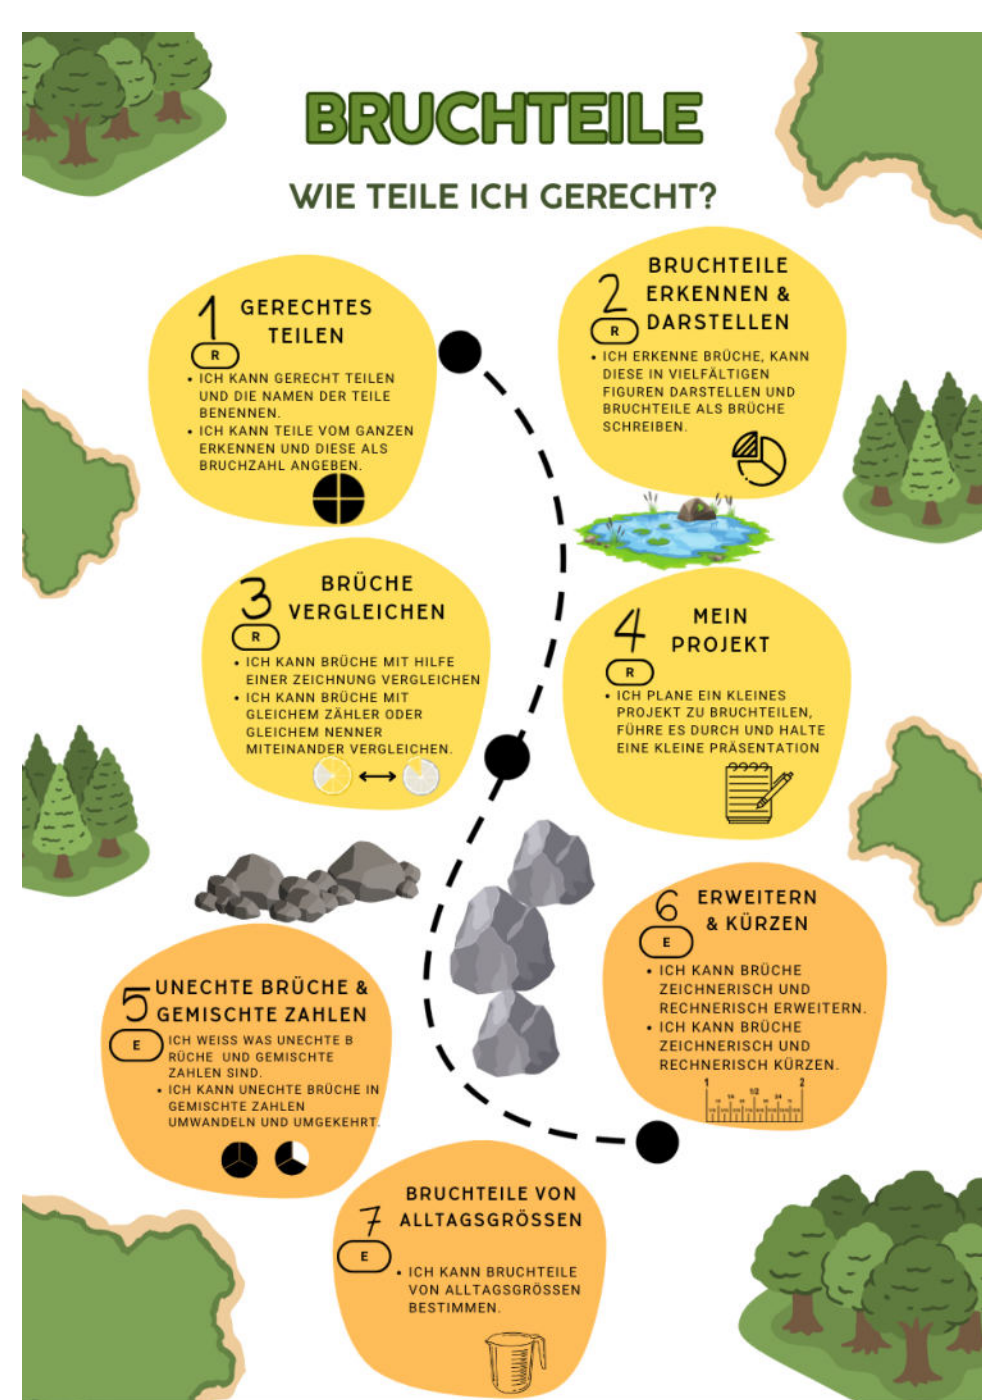 BRUCHTEILE
WIE TEILE ICH GERECHT?
1
R
GERECHTES
TEILEN
• ICH KANN GERECHT TEILEN
UND DIE NAMEN DER TEILE
BENENNEN.
• ICH KANN TEILE VOM GANZEN
ERKENNEN UND DIESE ALS
BRUCHZAHL ANGEBEN.
2
R
BRUCHTEILE
ERKENNEN &
DARSTELLEN
• ICH ERKENNE BRÜCHE, KANN
DIESE IN VIELFÄLTIGEN
FIGUREN DARSTELLEN UND
BRUCHTEILE ALS BRÜCHE
SCHREIBEN.
3
R
BRÜCHE
VERGLEICHEN
• ICH KANN BRÜCHE MIT HILFE
EINER ZEICHNUNG VERGLEICHEN
• ICH KANN BRÜCHE MIT
GLEICHEM ZÄHLER ODER
GLEICHEM NENNER
MITEINANDER VERGLEICHEN.
4
R
MEIN
PROJEKT
• ICH PLANE EIN KLEINES
PROJEKT ZU BRUCHTEILEN,
FÜHRE ES DURCH UND HALTE
EINE KLEINE PRÄSENTATION
5
E
UNECHTE BRÜCHE &
GEMISCHTE ZAHLEN
ICH WEISS WAS UNECHTE B
RÜCHE UND GEMISCHTE
ZAHLEN SIND.
• ICH KANN UNECHTE BRÜCHE IN
GEMISCHTE ZAHLEN
UMWANDELN UND UMGEKEHRT.
6
E
ERWEITERN
& KÜRZEN
• ICH KANN BRÜCHE
ZEICHNERISCH UND
RECHNERISCH ERWEITERN.
• ICH KANN BRÜCHE
ZEICHNERISCH UND
RECHNERISCH KÜRZEN.
1 1/2 2
7
E
BRUCHTEILE VON
ALLTAGSGRÖSSEN
• ICH KANN BRUCHTEILE
VON ALLTAGSGRÖSSEN
BESTIMMEN.